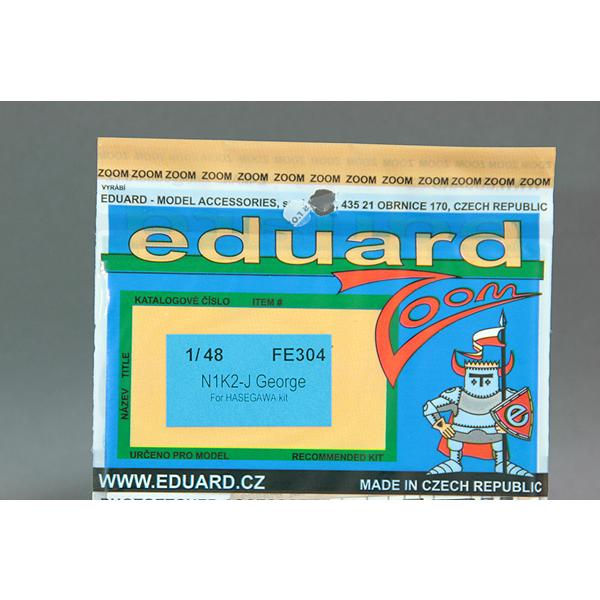 ZOOM ZOOM ZOOM ZOOM ZOOM ZOOM ZOOM ZOOM ZOOM ZOOM ZOOM ZOOM ZOOM
VYRÁBÍ
EDUARD - MODEL ACCESSORIES, 435 21 OBRNICE 170, CZECH REPUBLIC
eduard
Zoom
KATALOGOVÉ ČÍSLO ITEM #
NÁZEV TITLE
1/48 FE304
N1K2-J George
For HASEGAWA kit
e
URČENO PRO MODEL RECOMMENDED KIT
WWW.EDUARD.CZ MADE IN CZECH REPUBLIC